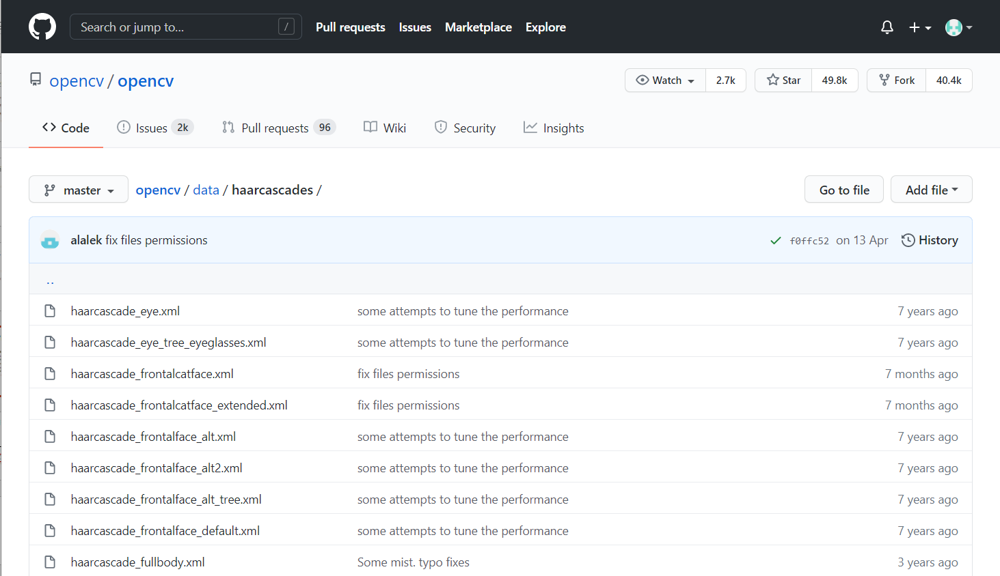 Search or jump to... / Pull requests Issues Marketplace Explore
opencv / opencv Watch 2.7k Star 49.8k Fork 40.4k
Code Issues 2k Pull requests 96 Wiki Security Insights
master opencv / data / haarcascades / Go to file Add file
alalek fix files permissions f0ffc52 on 13 Apr History
..
haarcascade_eye.xml some attempts to tune the performance 7 years ago
haarcascade_eye_tree_eyeglasses.xml some attempts to tune the performance 7 years ago
haarcascade_frontalcatface.xml fix files permissions 7 months ago
haarcascade_frontalcatface_extended.xml fix files permissions 7 months ago
haarcascade_frontalface_alt.xml some attempts to tune the performance 7 years ago
haarcascade_frontalface_alt2.xml some attempts to tune the performance 7 years ago
haarcascade_frontalface_alt_tree.xml some attempts to tune the performance 7 years ago
haarcascade_frontalface_default.xml some attempts to tune the performance 7 years ago
haarcascade_fullbody.xml Some mist. typo fixes 3 years ago